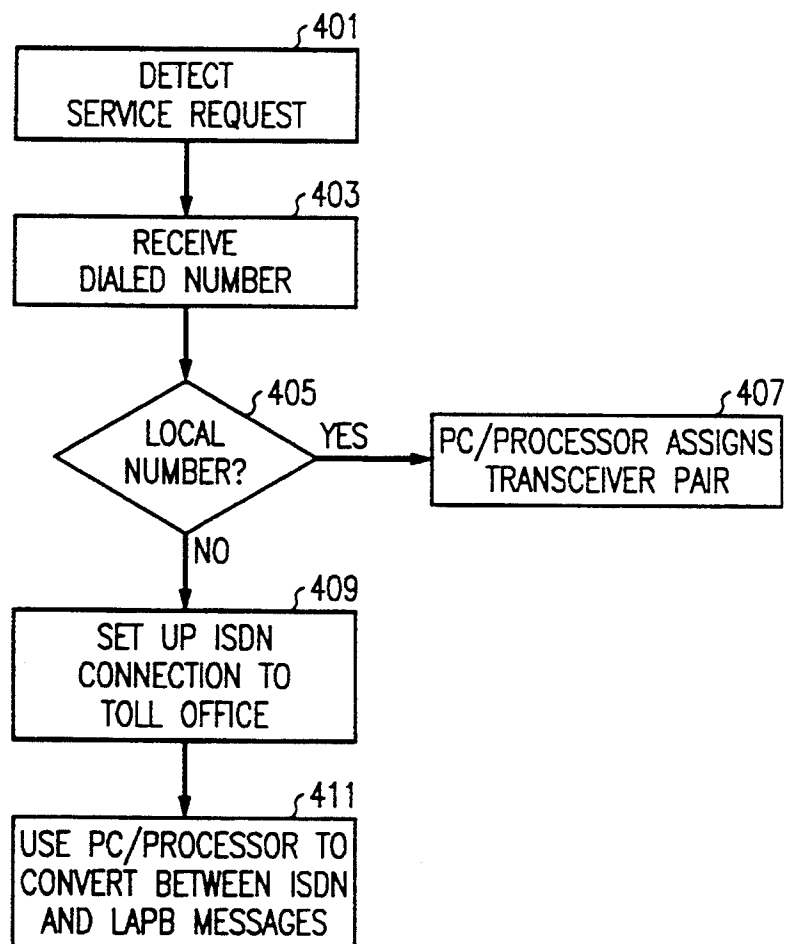 401
DETECT
SERVICE REQUEST
403
RECEIVE
DIALED NUMBER
405
LOCAL
NUMBER?
YES
407
PC/PROCESSOR ASSIGNS
TRANSCEIVER PAIR
NO
409
SET UP ISDN
CONNECTION TO
TOLL OFFICE
411
USE PC/PROCESSOR TO
CONVERT BETWEEN ISDN
AND LAPB MESSAGES